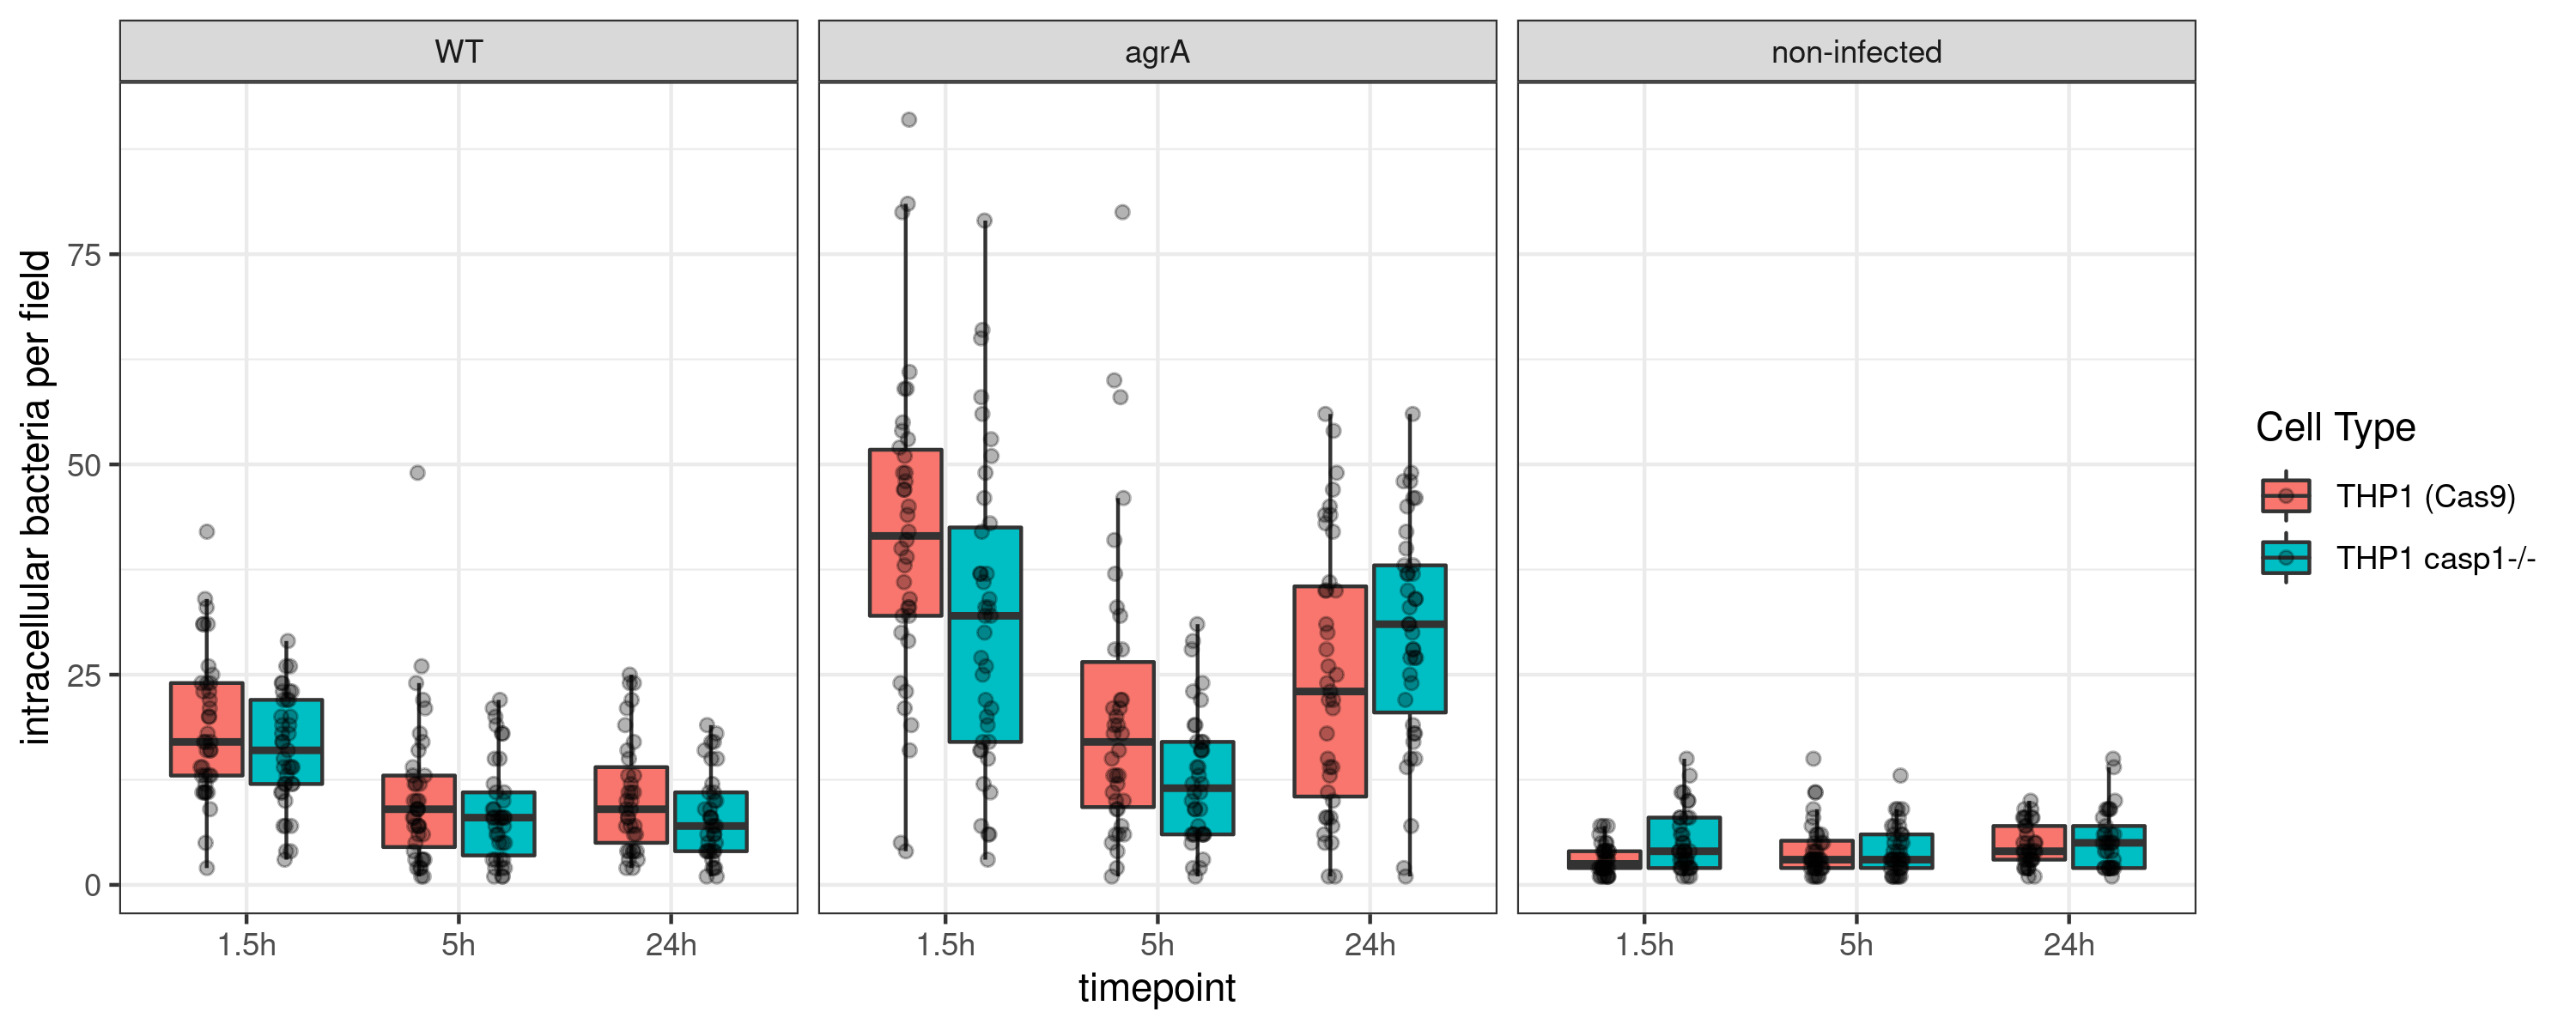 WT
agrA
non-infected
intracellular bacteria per field
75
50
25
0
1.5h
5h
24h
1.5h
5h
24h
1.5h
5h
24h
timepoint
Cell Type
THP1 (Cas9)
THP1 casp1-/-